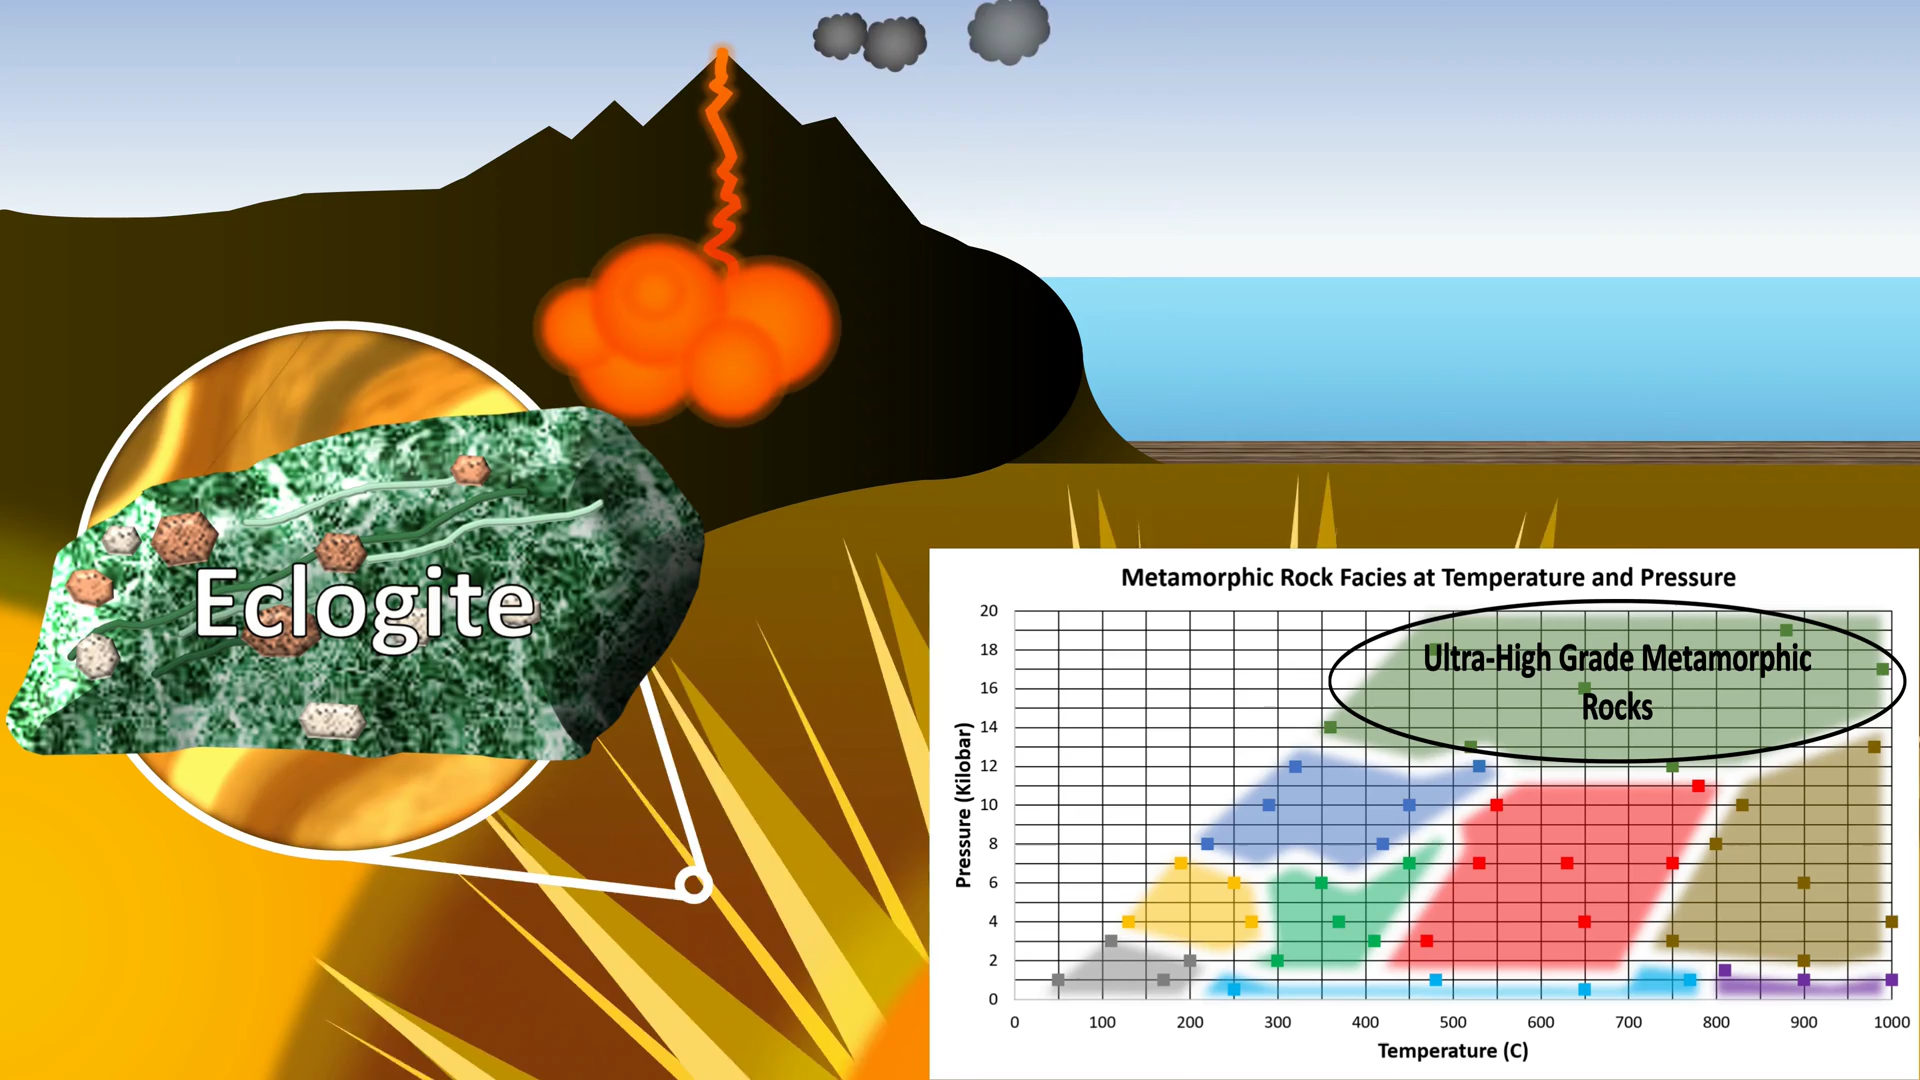 Eclogite
Metamorphic Rock Facies at Temperature and Pressure
Ultra-High Grade Metamorphic
Rocks
Pressure (Kilobar)
20
18
16
14
12
10
8
6
4
2
0
0 100 200 300 400 500 600 700 800 900 1000
Temperature (C)